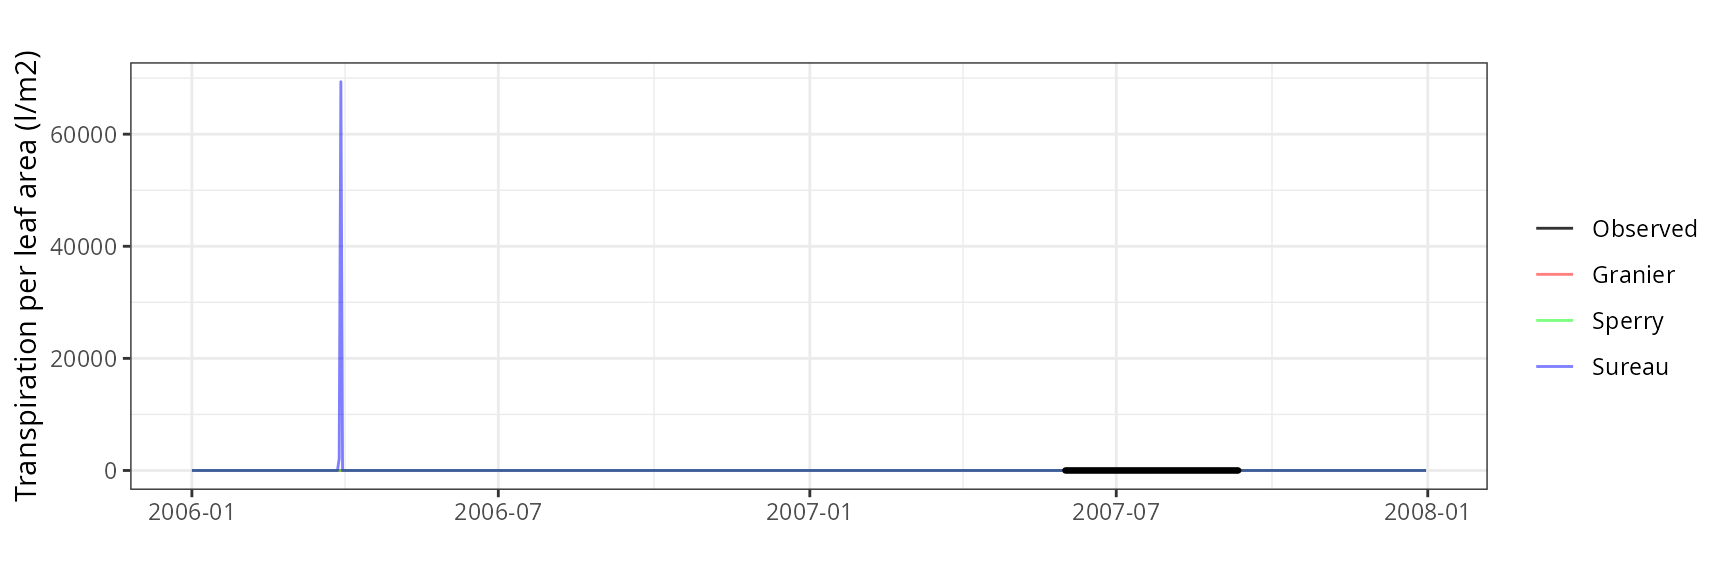 Transpiration per leaf area (l/m2)
60000
40000
20000
0
2006-01
2006-07
2007-01
2007-07
2008-01
Observed
Granier
Sperry
Sureau